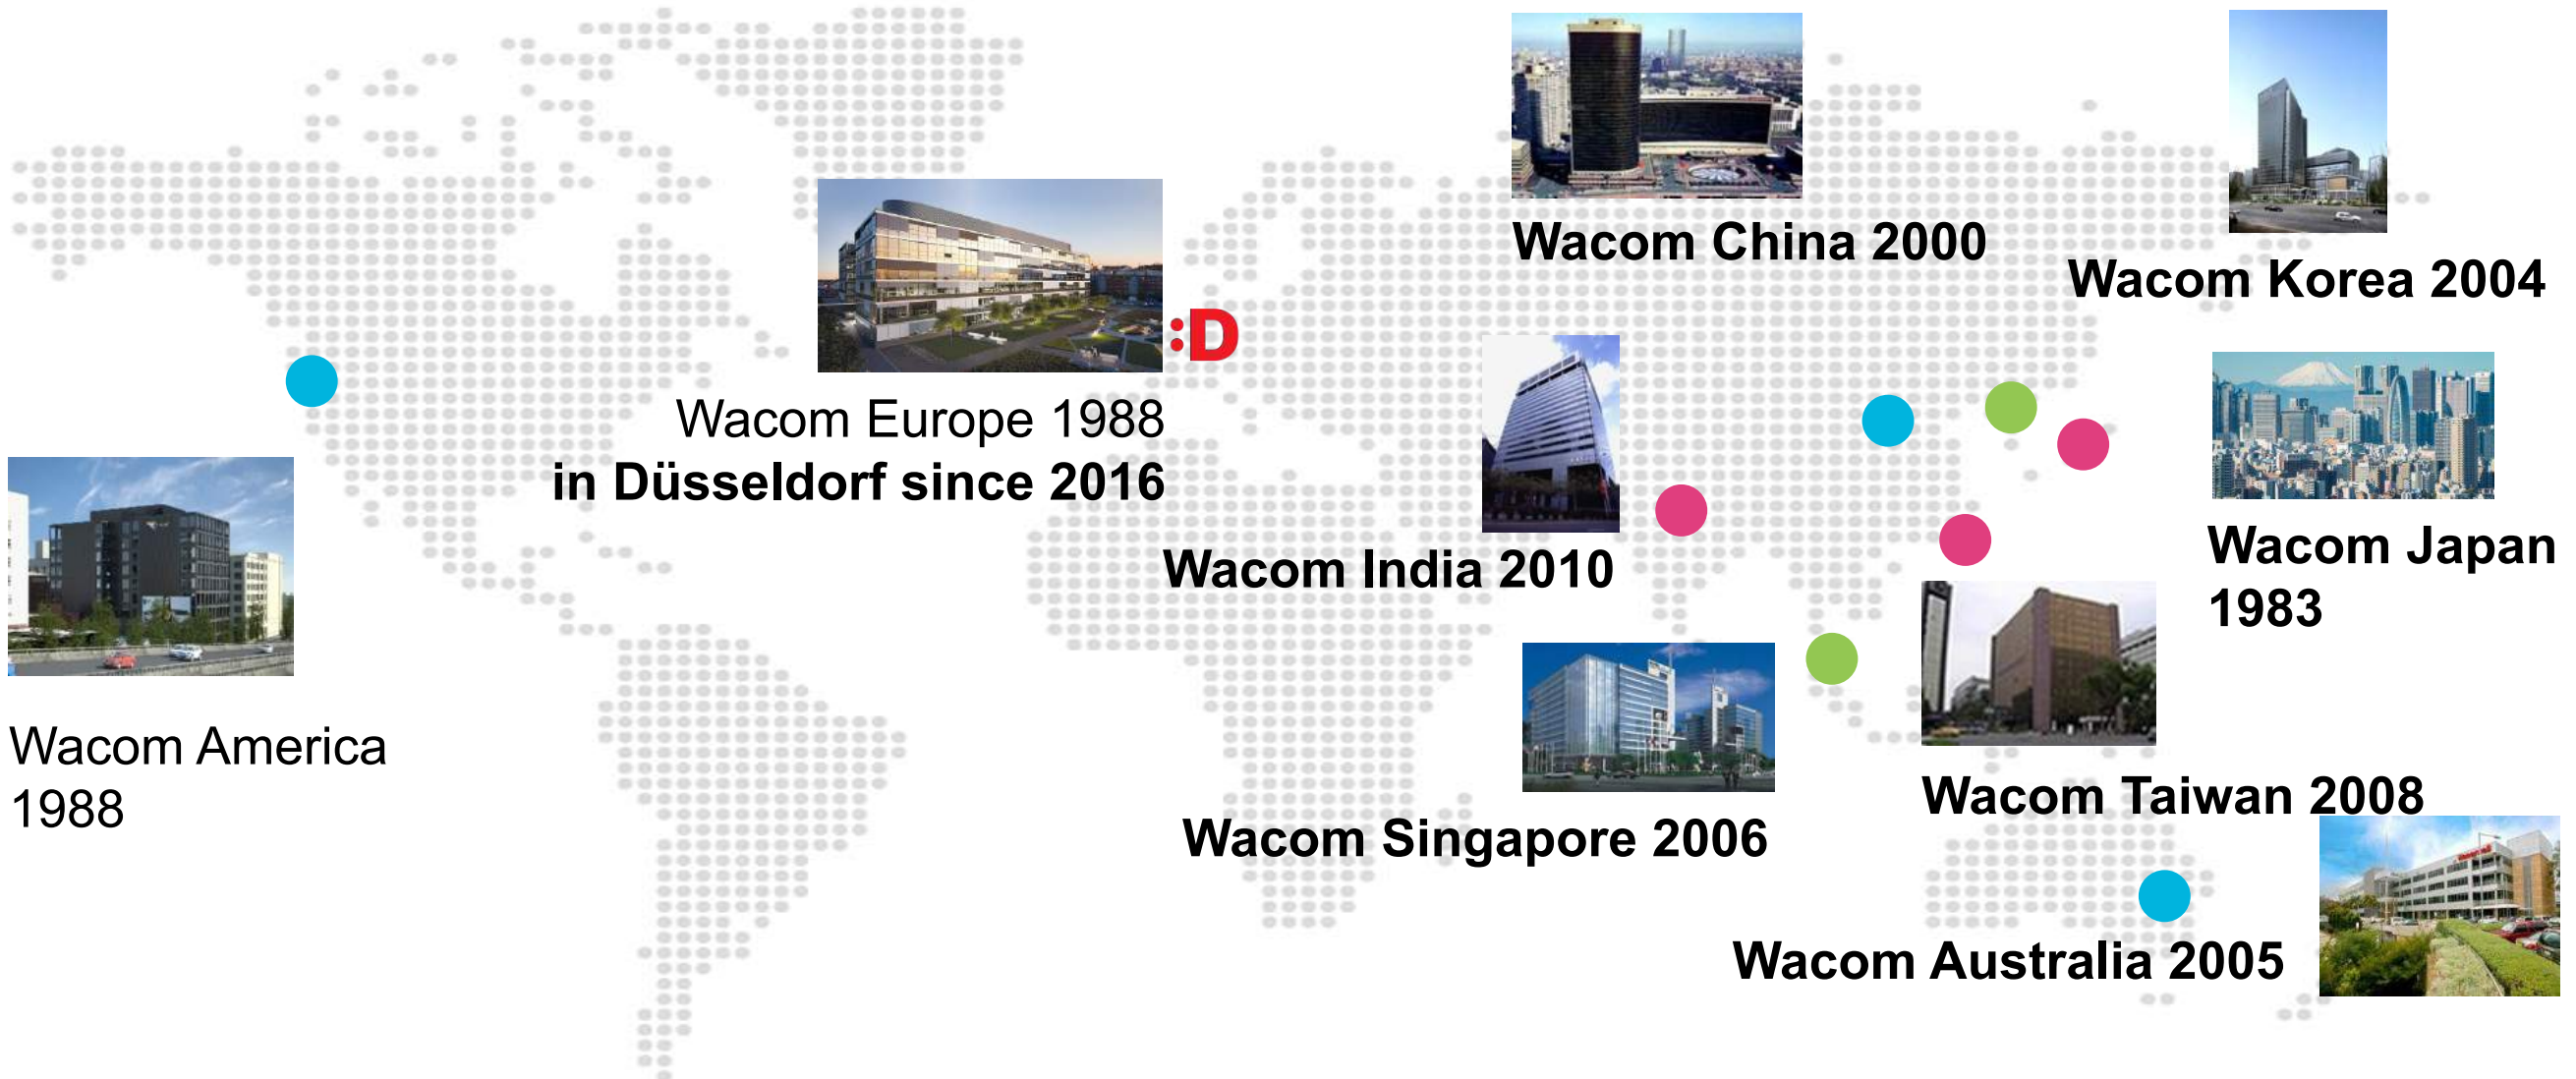 Wacom China 2000
Wacom Korea 2004
:D
Wacom Europe 1988
in Düsseldorf since 2016
Wacom India 2010
Wacom Japan
1983
Wacom America
1988
Wacom Taiwan 2008
Wacom Singapore 2006
Wacom Australia 2005